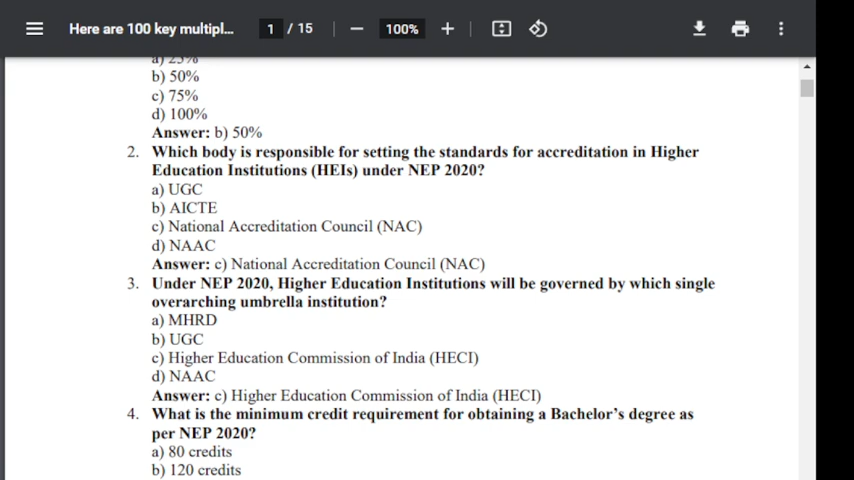 Here are 100 key multipl...
1 / 15
100%
a) 25%
b) 50%
c) 75%
d) 100%
Answer: b) 50%
2. Which body is responsible for setting the standards for accreditation in Higher
Education Institutions (HEIs) under NEP 2020?
a) UGC
b) AICTE
c) National Accreditation Council (NAC)
d) NAAC
Answer: c) National Accreditation Council (NAC)
3. Under NEP 2020, Higher Education Institutions will be governed by which single
overarching umbrella institution?
a) MHRD
b) UGC
c) Higher Education Commission of India (HECI)
d) NAAC
Answer: c) Higher Education Commission of India (HECI)
4. What is the minimum credit requirement for obtaining a Bachelor’s degree as
per NEP 2020?
a) 80 credits
b) 120 credits